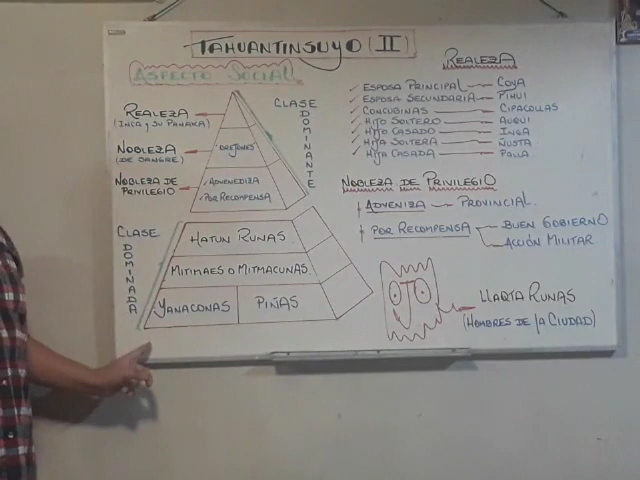 TAHUANTINSUYO (II)
ASPECTO SOCIAL
REALEZA
(INCA Y SU PANAKA)
NOBLEZA
(DE SANGRE)
NOBLEZA DE
PRIVILEGIO
OREJONES
ADVENEDIZA
POR RECOMPENSA
CLASE
DOMINANTE
CLASE
DOMINADA
HATUN RUNAS
MITIMAES O MITMACUNAS
YANACONAS
PIÑAS
REALEZA
ESPOSA PRINCIPAL COYA
ESPOSA SECUNDARIA PIHUI
CONCUBINAS CIPACOLLAS
HIJO SOLTERO AUQUI
HIJO CASADO INGA
HIJA SOLTERA ÑUSTA
HIJA CASADA PALLA
NOBLEZA DE PRIVILEGIO
ADVENIZA PROVINCIAL.
POR RECOMPENSA BUEN GOBIERNO
ACCIÓN MILITAR
LLAQTA RUNAS
(HOMBRES DE LA CIUDAD)